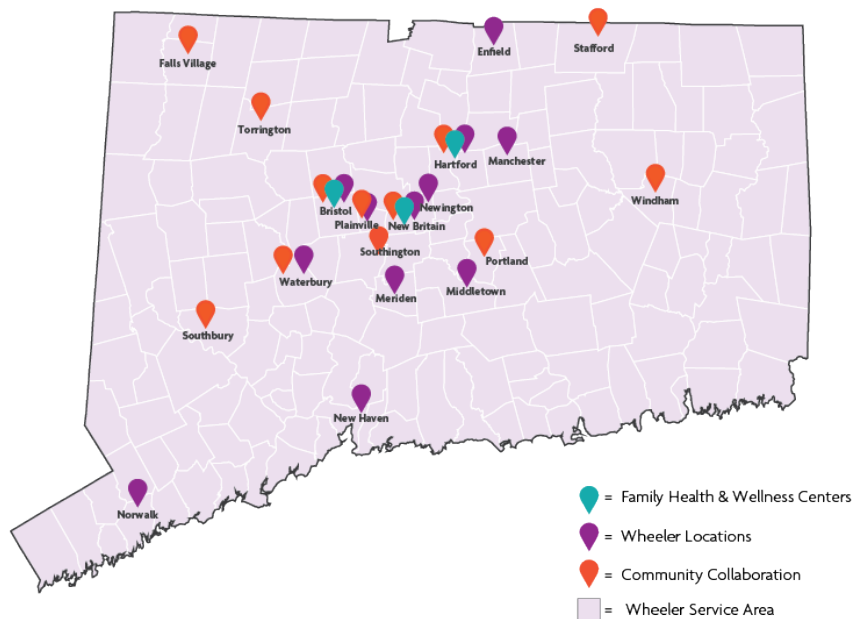 Enfield
Stafford
Falls Village
Torrington
Hartford
Manchester
Windham
Bristol
Newington
Plainville
New Britain
Southington
Portland
Waterbury
Meriden
Middletown
Southbury
New Haven
Norwalk
= Family Health & Wellness Centers
= Wheeler Locations
= Community Collaboration
= Wheeler Service Area